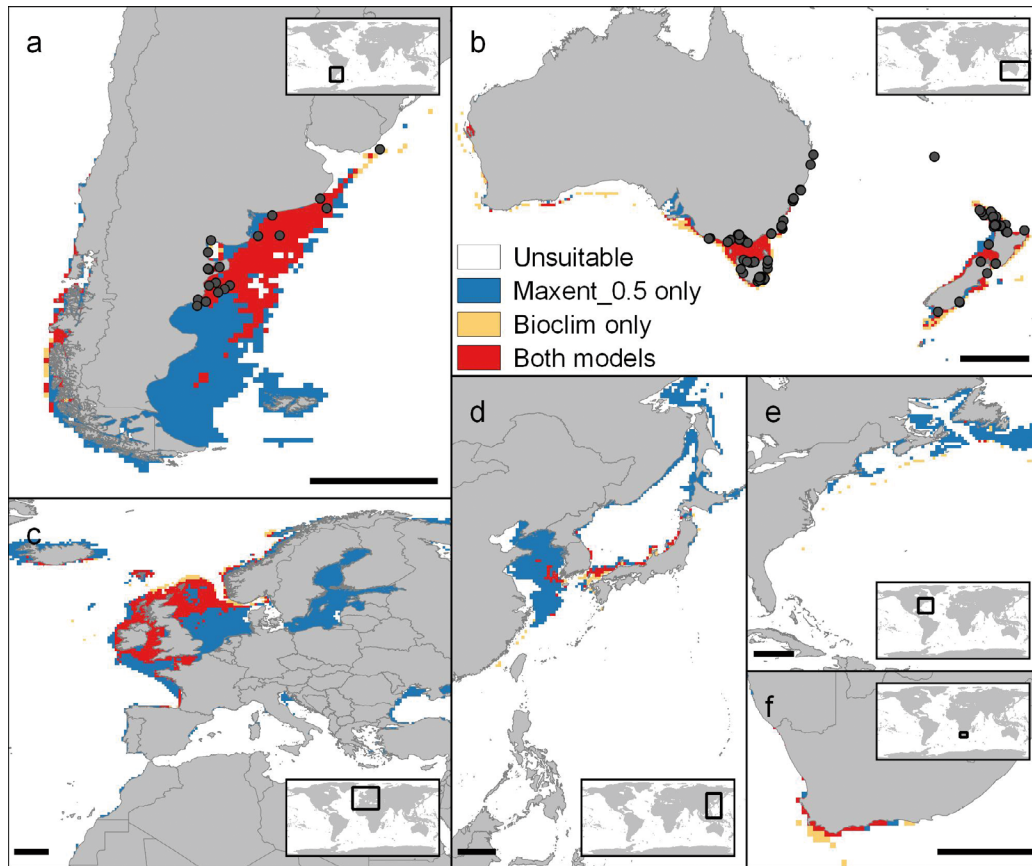 a
b
Unsuitable
Maxent_0.5 only
Bioclim only
Both models
c
d
e
f